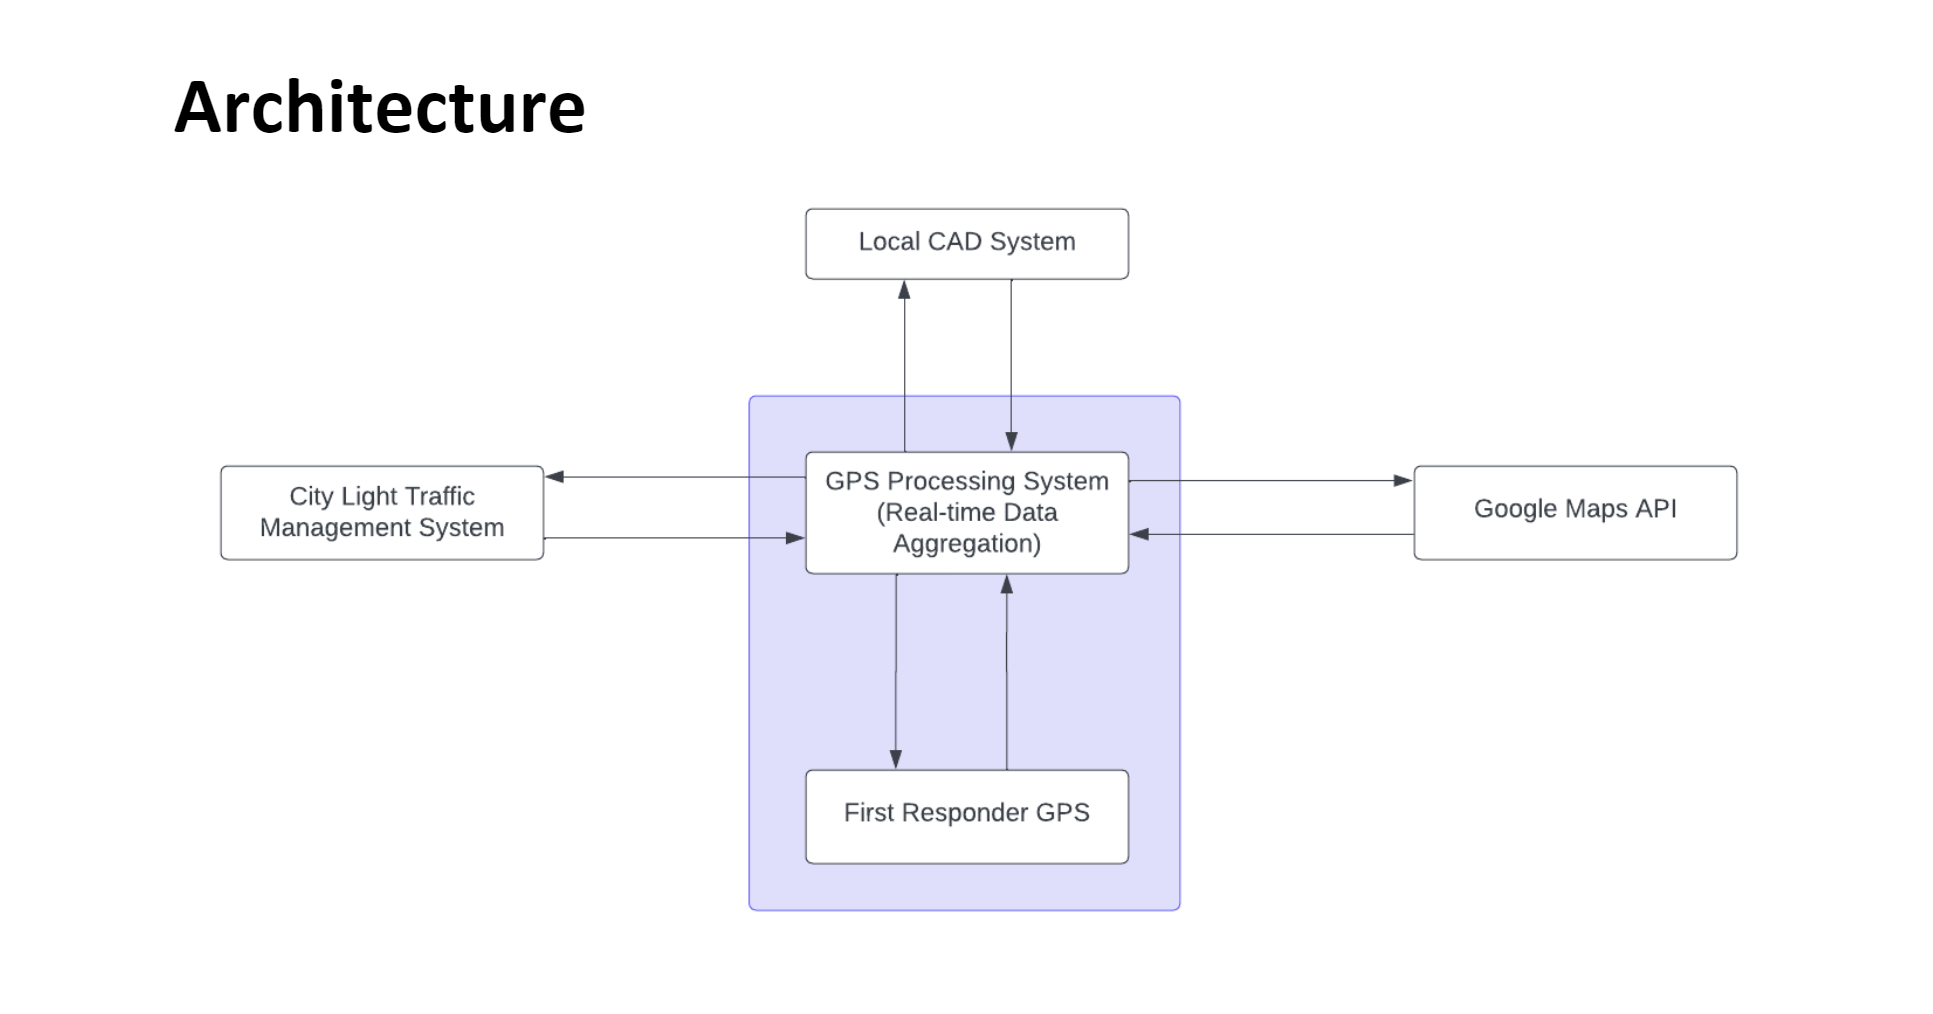 Architecture
Local CAD System
City Light Traffic
Management System
GPS Processing System
(Real-time Data
Aggregation)
Google Maps API
First Responder GPS